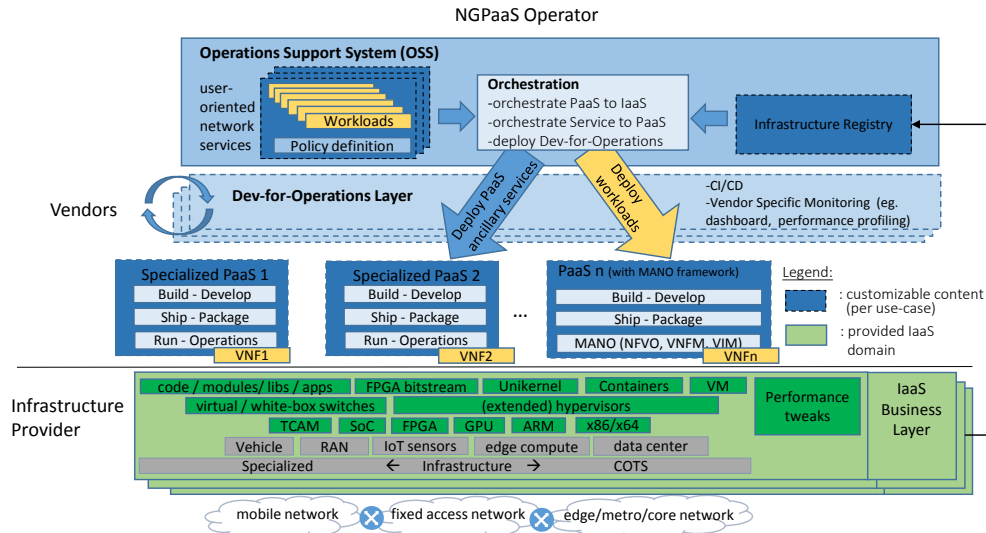 NGPaaS Operator
Operations Support System (OSS)
user-
oriented
network
services
Workloads
Policy definition
Orchestration
-orchestrate PaaS to IaaS
-orchestrate Service to PaaS
-deploy Dev-for-Operations
Infrastructure Registry
Vendors
Dev-for-Operations Layer
Deploy PaaS
ancillary services
Deploy
workloads
-CI/CD
-Vendor Specific Monitoring (eg.
dashboard, performance profiling)
Specialized PaaS 1
Build - Develop
Ship - Package
Run - Operations
VNF1
Specialized PaaS 2
Build - Develop
Ship - Package
Run - Operations
VNF2
...
PaaS n (with MANO framework)
Build - Develop
Ship - Package
MANO (NFVO, VNFM, VIM)
VNFn
Legend:
: customizable content
(per use-case)
: provided IaaS
domain
Infrastructure
Provider
code / modules/ libs / apps
FPGA bitstream
Unikernel
Containers
VM
virtual / white-box switches
(extended) hypervisors
TCAM
SoC
FPGA
GPU
ARM
x86/x64
Vehicle
RAN
IoT sensors
edge compute
data center
Specialized ← Infrastructure → COTS
Performance
tweaks
IaaS
Business
Layer
mobile network
fixed access network
edge/metro/core network